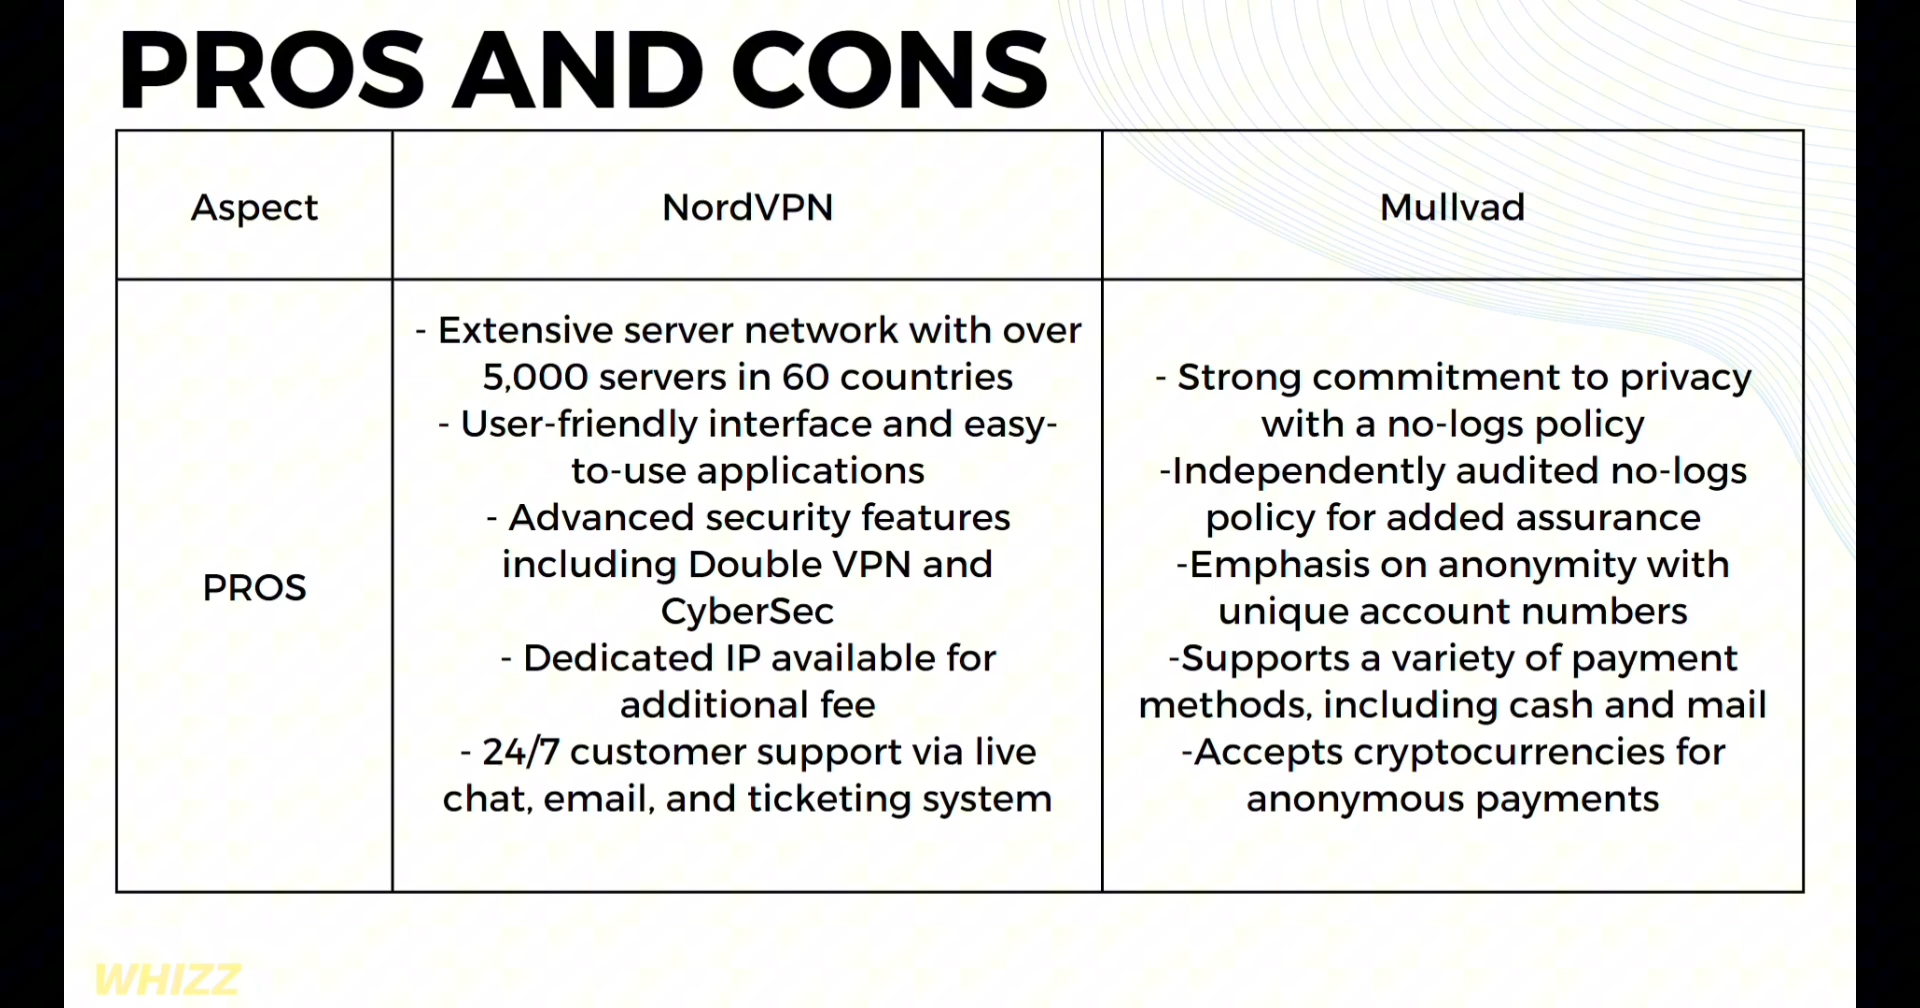 PROS AND CONS
Aspect
NordVPN
Mullvad
PROS
- Extensive server network with over
5,000 servers in 60 countries
- User-friendly interface and easy-
to-use applications
- Advanced security features
including Double VPN and
CyberSec
- Dedicated IP available for
additional fee
- 24/7 customer support via live
chat, email, and ticketing system
- Strong commitment to privacy
with a no-logs policy
-Independently audited no-logs
policy for added assurance
-Emphasis on anonymity with
unique account numbers
-Supports a variety of payment
methods, including cash and mail
-Accepts cryptocurrencies for
anonymous payments
WHIZZ